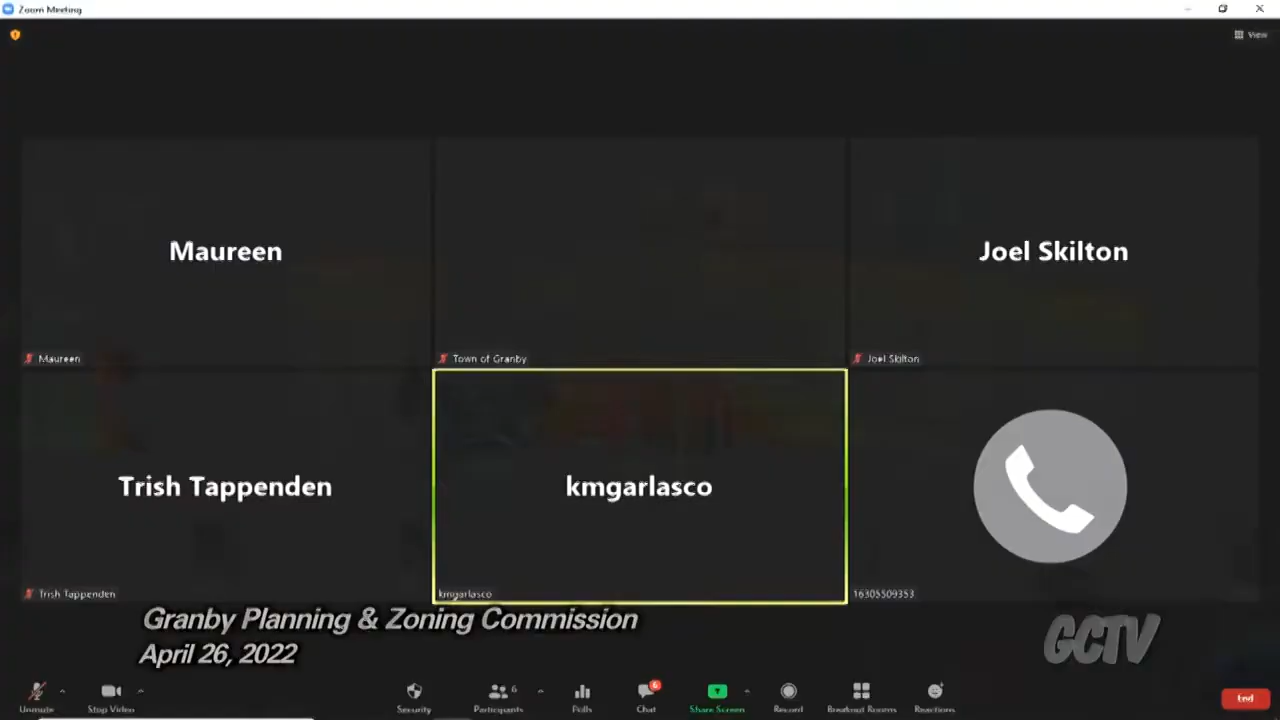 Zoom Meeting
View
Maureen
Joel Skilton
Maureen
Town of Granby
Joel Skilton
Trish Tappenden
kmgarlasco
Trish Tappenden
kmgarlasco
16305509353
Granby Planning & Zoning Commission
April 26, 2022
GCTV
Unmute
Stop Video
Security
Participants
6
Polls
Chat
6
Share Screen
Record
Breakout Rooms
Reactions
End